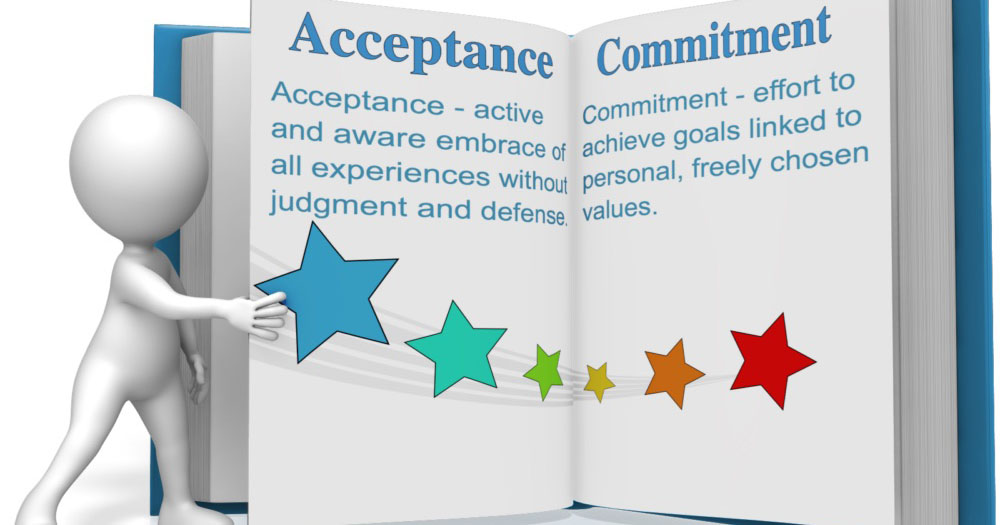 Acceptance
Acceptance - active
and aware embrace of
all experiences without
judgment and defense.
Commitment
Commitment - effort to
achieve goals linked to
personal, freely chosen
values.